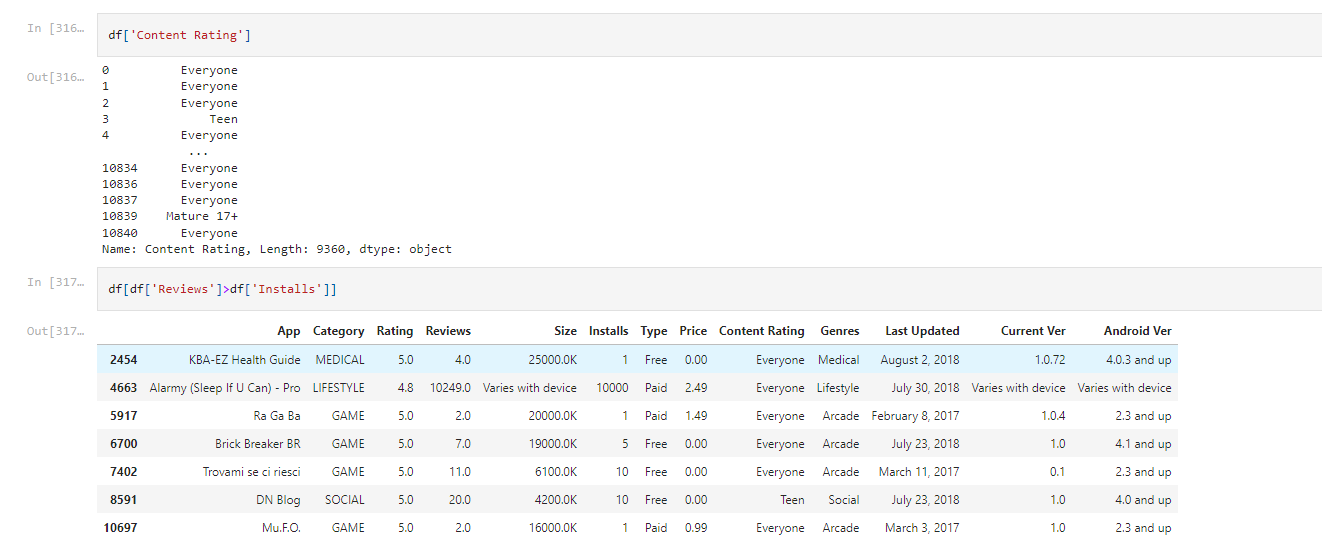 In [316…
df['Content Rating']
Out[316…
0 Everyone
1 Everyone
2 Everyone
3 Teen
4 Everyone
...
10834 Everyone
10836 Everyone
10837 Everyone
10839 Mature 17+
10840 Everyone
Name: Content Rating, Length: 9360, dtype: object
In [317…
df[df['Reviews']>df['Installs']]
Out[317…
App Category Rating Reviews Size Installs Type Price Content Rating Genres Last Updated Current Ver Android Ver
2454 KBA-EZ Health Guide MEDICAL 5.0 4.0 25000.0K 1 Free 0.00 Everyone Medical August 2, 2018 1.0.72 4.0.3 and up
4663 Alarmy (Sleep If U Can) - Pro LIFESTYLE 4.8 10249.0 Varies with device 10000 Paid 2.49 Everyone Lifestyle July 30, 2018 Varies with device Varies with device
5917 Ra Ga Ba GAME 5.0 2.0 20000.0K 1 Paid 1.49 Everyone Arcade February 8, 2017 1.0.4 2.3 and up
6700 Brick Breaker BR GAME 5.0 7.0 19000.0K 5 Free 0.00 Everyone Arcade July 23, 2018 1.0 4.1 and up
7402 Trovami se ci riesci GAME 5.0 11.0 6100.0K 10 Free 0.00 Everyone Arcade March 11, 2017 0.1 2.3 and up
8591 DN Blog SOCIAL 5.0 20.0 4200.0K 10 Free 0.00 Teen Social July 23, 2018 1.0 4.0 and up
10697 Mu.F.O. GAME 5.0 2.0 16000.0K 1 Paid 0.99 Everyone Arcade March 3, 2017 1.0 2.3 and up